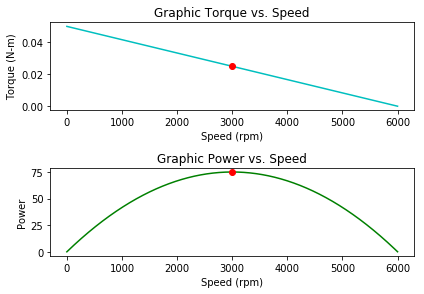 Graphic Torque vs. Speed
Torque (N-m)
0.04
0.02
0.00
0 1000 2000 3000 4000 5000 6000
Speed (rpm)
Graphic Power vs. Speed
Power
75
50
25
0
0 1000 2000 3000 4000 5000 6000
Speed (rpm)